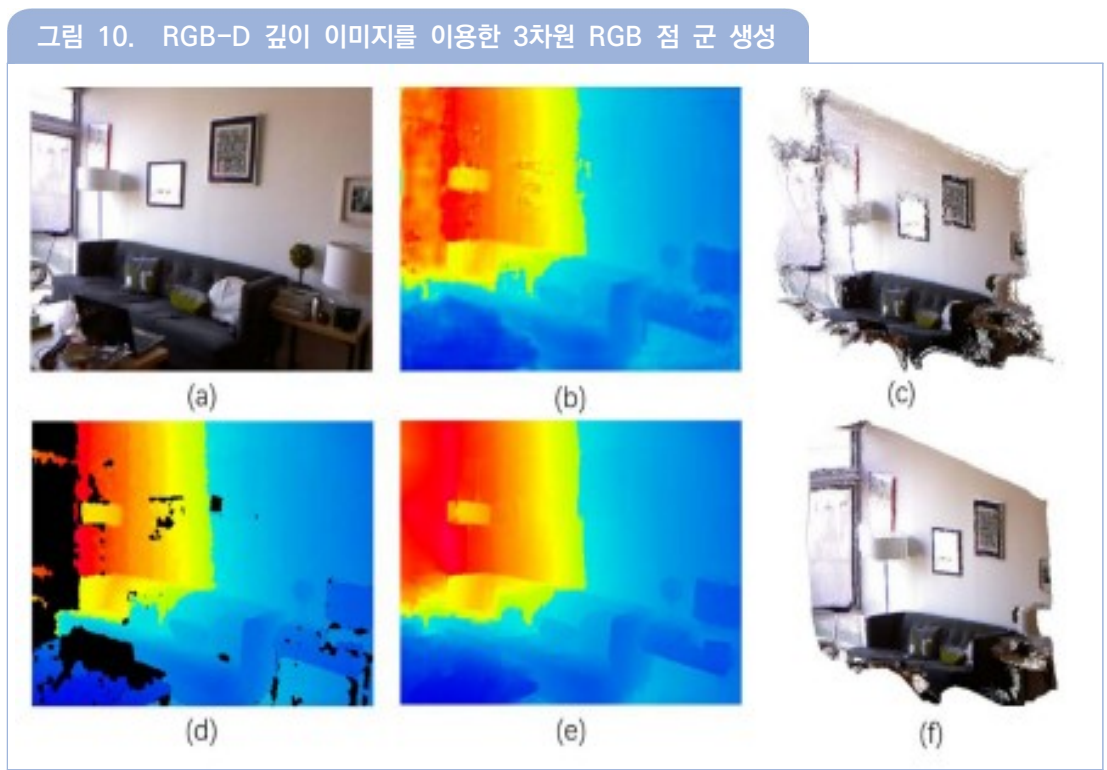 그림 10. RGB-D 깊이 이미지를 이용한 3차원 RGB 점 군 생성
(a)
(b)
(c)
(d)
(e)
(f)